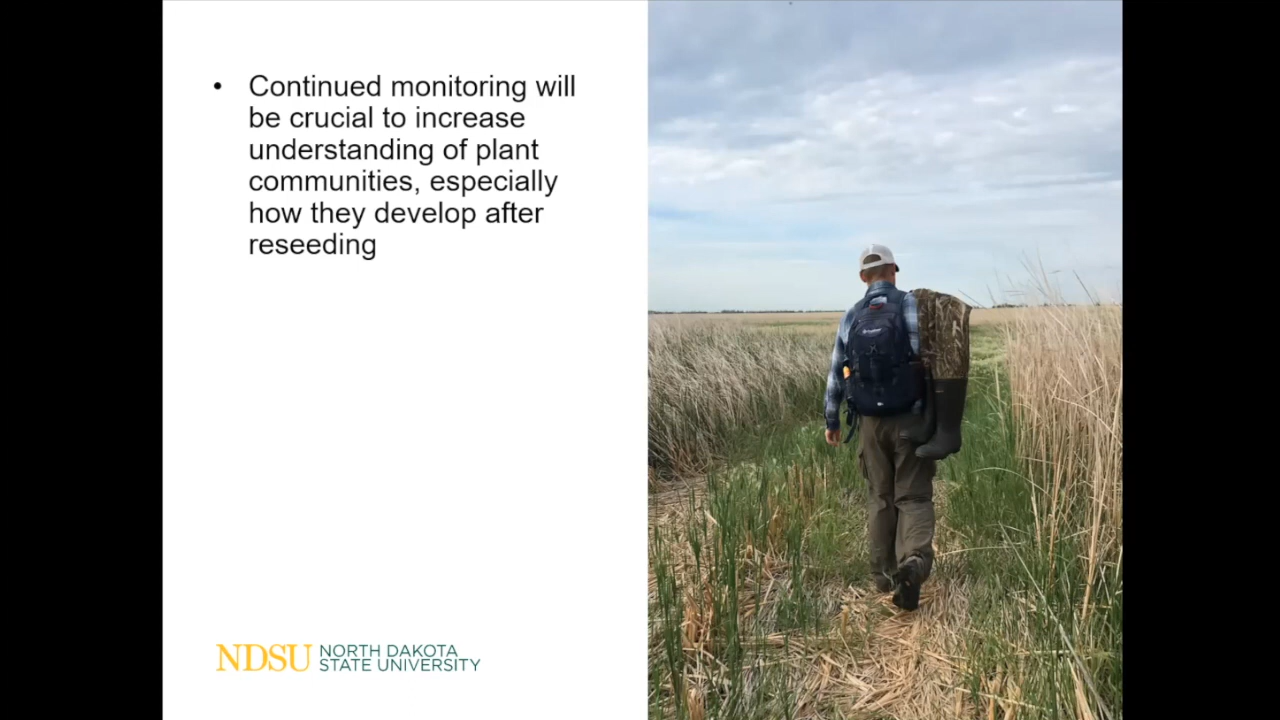 • Continued monitoring will
be crucial to increase
understanding of plant
communities, especially
how they develop after
reseeding
NDSU NORTH DAKOTA
STATE UNIVERSITY